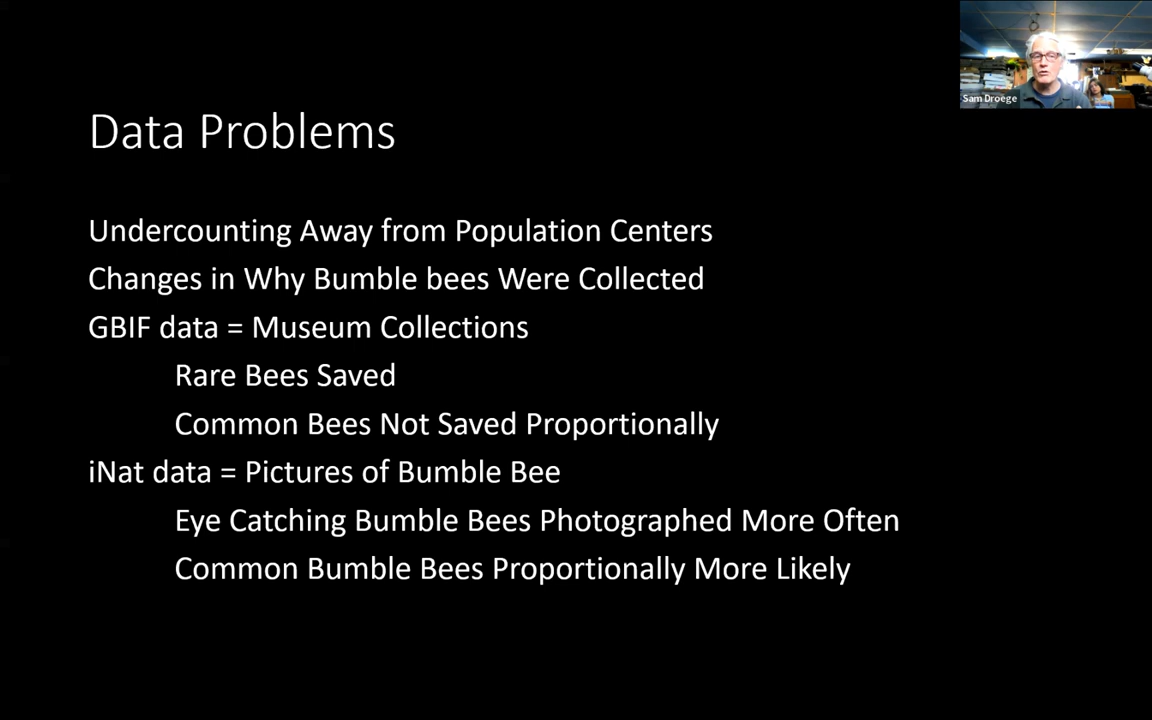 Sam Droege
Data Problems
Undercounting Away from Population Centers
Changes in Why Bumble bees Were Collected
GBIF data = Museum Collections
Rare Bees Saved
Common Bees Not Saved Proportionally
iNat data = Pictures of Bumble Bee
Eye Catching Bumble Bees Photographed More Often
Common Bumble Bees Proportionally More Likely